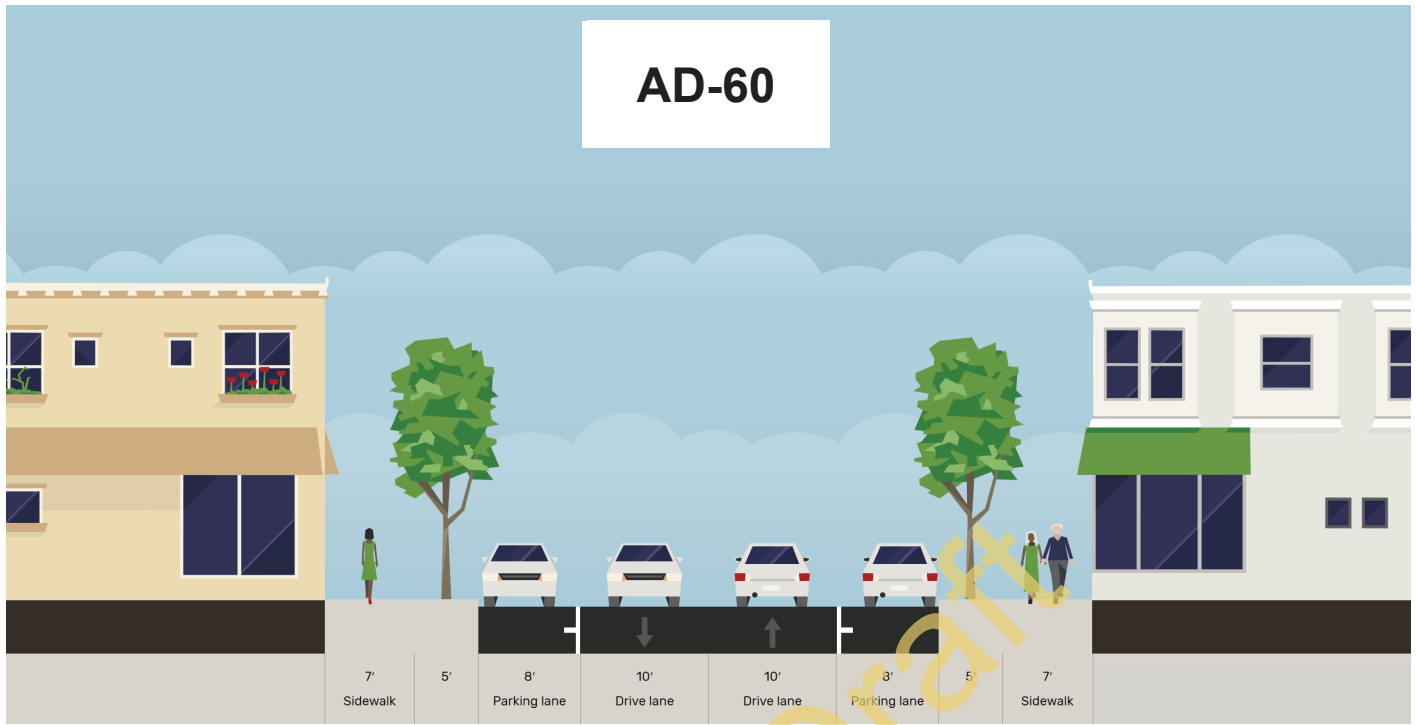 AD-60
7′ 5′ 8′ 10′ 10′ 8′ 5′ 7′
Sidewalk Parking lane Drive lane Drive lane Parking lane Sidewalk
Draft